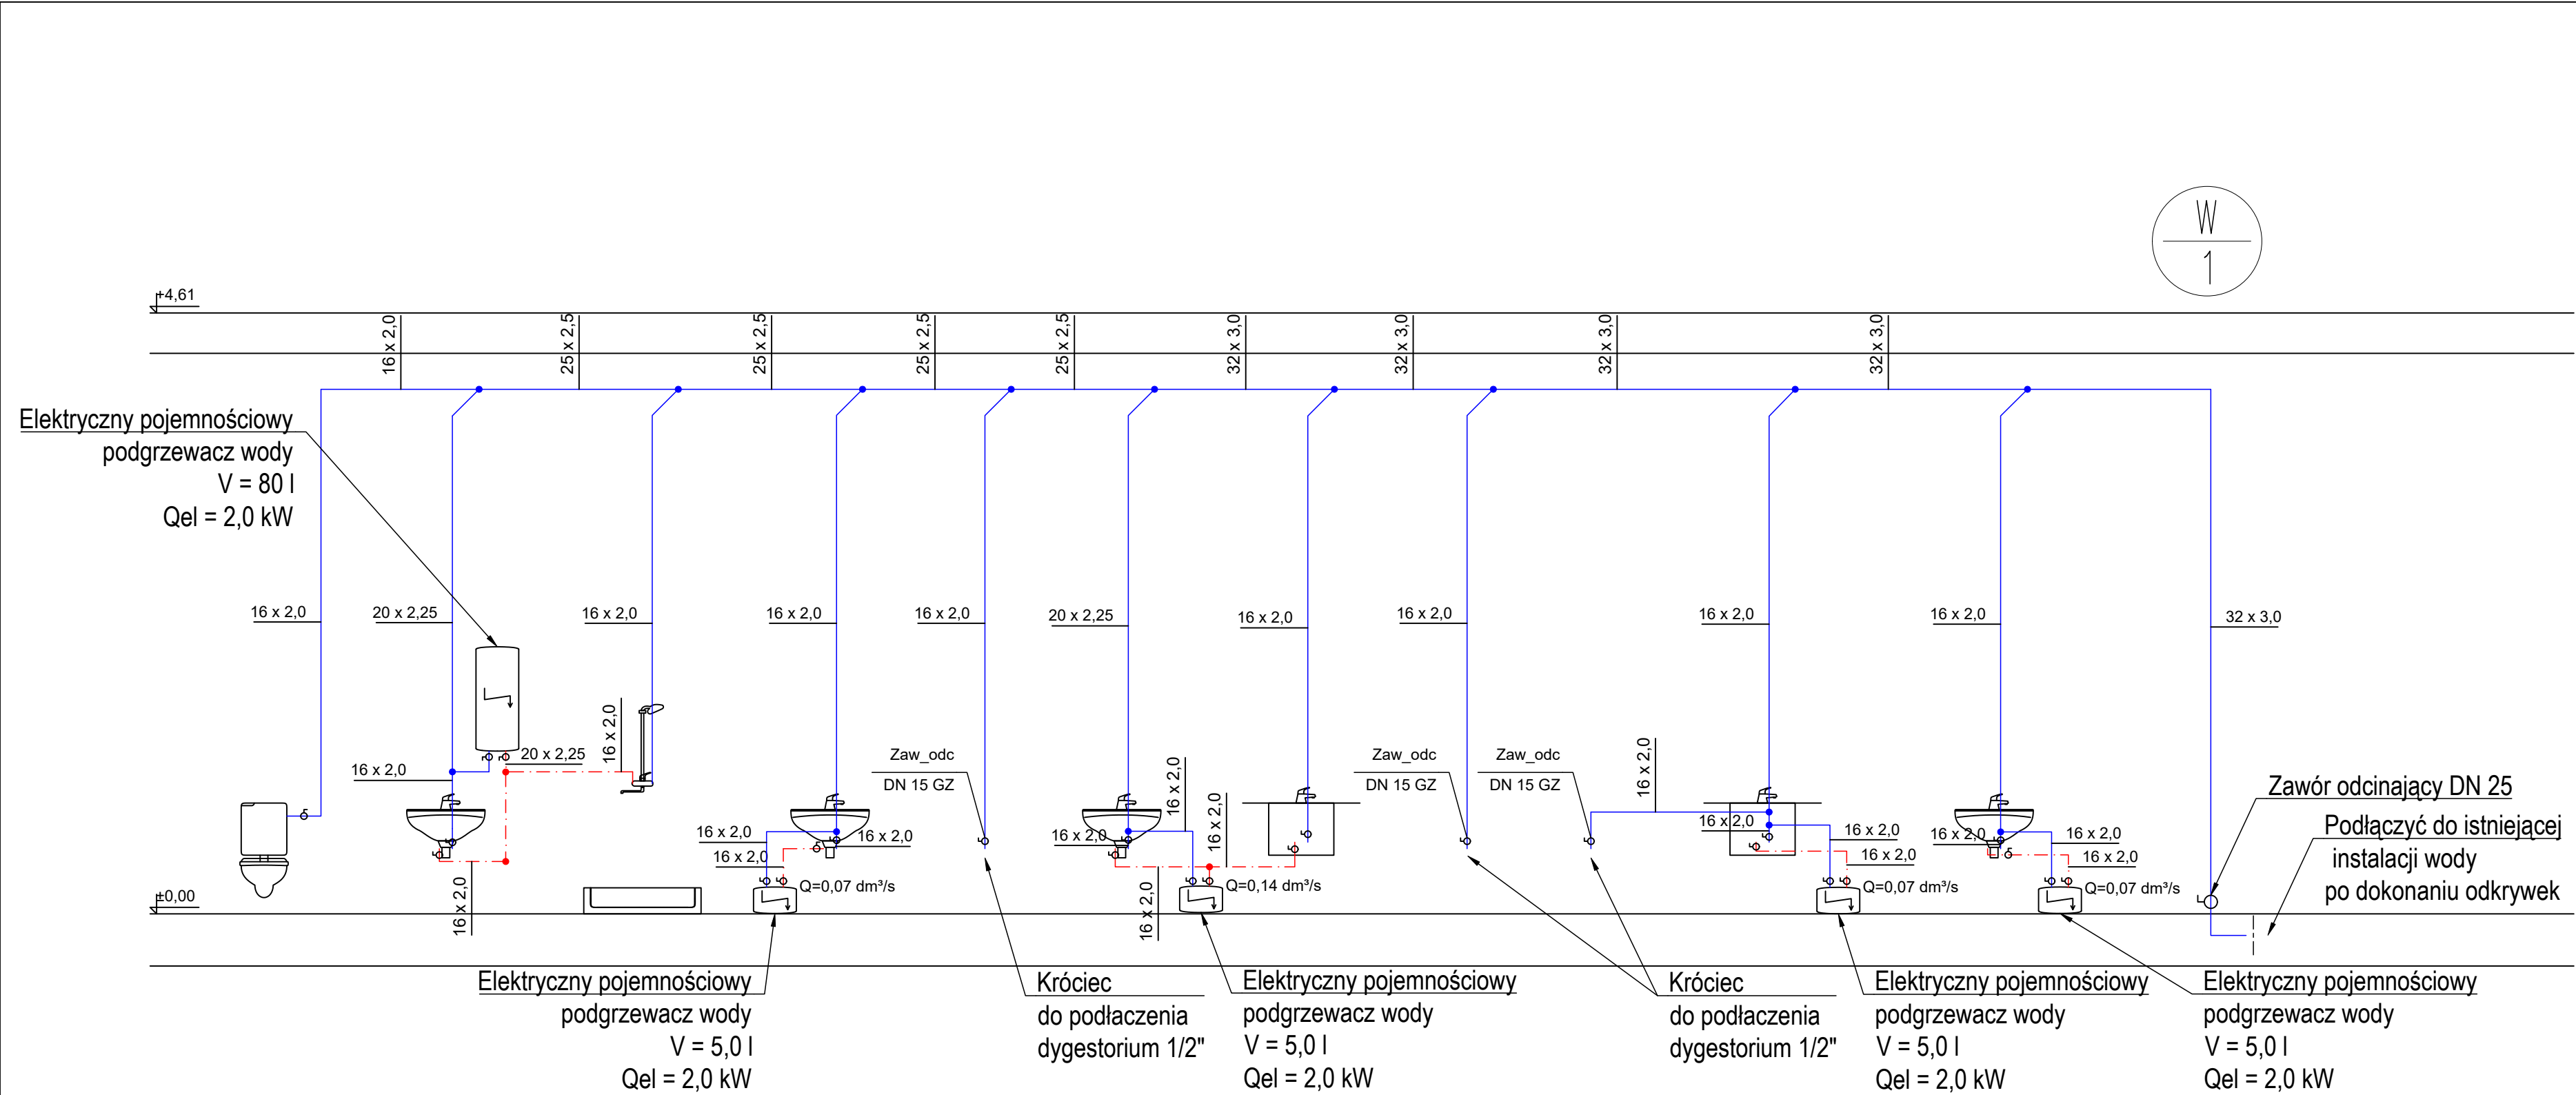 W
1
+4,61
16 x 2,0
25 x 2,5
25 x 2,5
25 x 2,5
25 x 2,5
32 x 3,0
32 x 3,0
32 x 3,0
32 x 3,0
Elektryczny pojemnościowy
podgrzewacz wody
V = 80 l
Qel = 2,0 kW
16 x 2,0
20 x 2,25
16 x 2,0
16 x 2,0
16 x 2,0
20 x 2,25
16 x 2,0
16 x 2,0
16 x 2,0
16 x 2,0
32 x 3,0
16 x 2,0
20 x 2,25
16 x 2,0
Zaw_odc
DN 15 GZ
16 x 2,0
16 x 2,0
Zaw_odc
DN 15 GZ
Zaw_odc
DN 15 GZ
16 x 2,0
Zawór odcinający DN 25
Podłączyć do istniejącej
instalacji wody
po dokonaniu odkrywek
16 x 2,0
16 x 2,0
16 x 2,0
16 x 2,0
16 x 2,0
16 x 2,0
16 x 2,0
16 x 2,0
16 x 2,0
16 x 2,0
±0,00
16 x 2,0
Q=0,07 dm³/s
16 x 2,0
Q=0,14 dm³/s
Q=0,07 dm³/s
Q=0,07 dm³/s
Elektryczny pojemnościowy
podgrzewacz wody
V = 5,0 l
Qel = 2,0 kW
Króciec
do podłaczenia
dygestorium 1/2"
Elektryczny pojemnościowy
podgrzewacz wody
V = 5,0 l
Qel = 2,0 kW
Króciec
do podłaczenia
dygestorium 1/2"
Elektryczny pojemnościowy
podgrzewacz wody
V = 5,0 l
Qel = 2,0 kW
Elektryczny pojemnościowy
podgrzewacz wody
V = 5,0 l
Qel = 2,0 kW